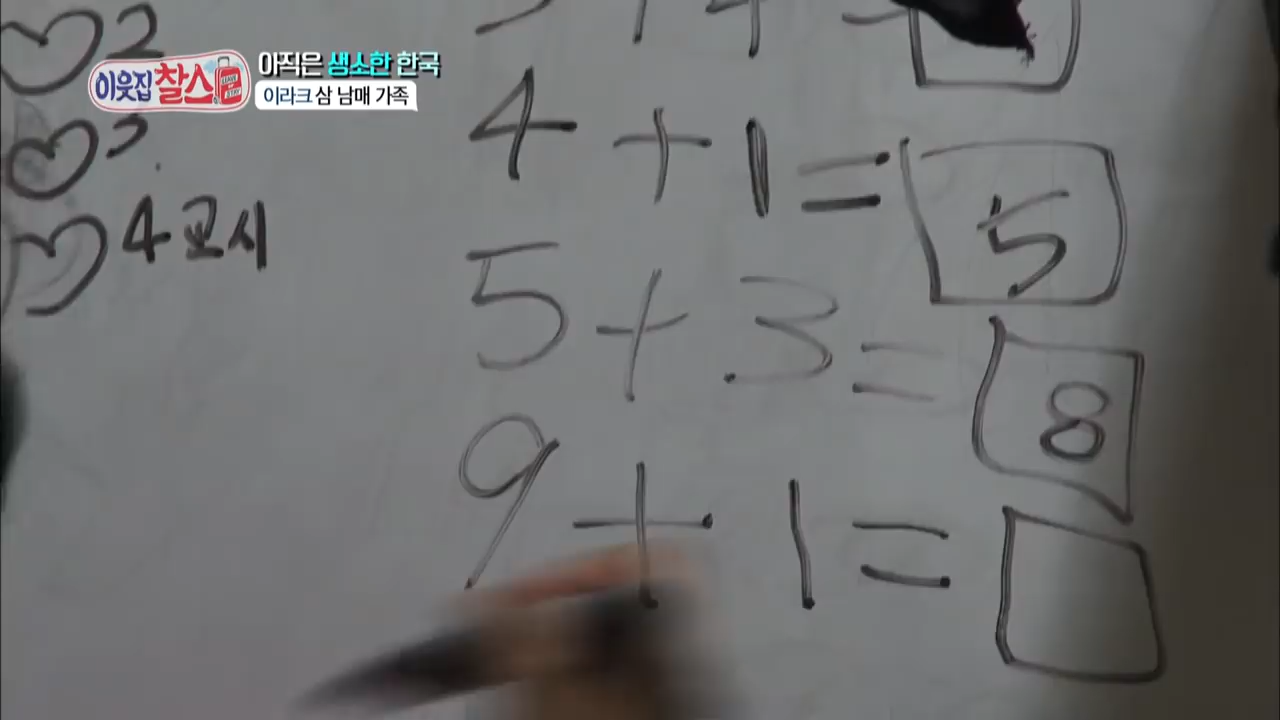 이웃집 찰스
아직은 생소한 한국
이라크 삼 남매 가족
2
3
4교시
4+1=5
5+3=8
9+1=